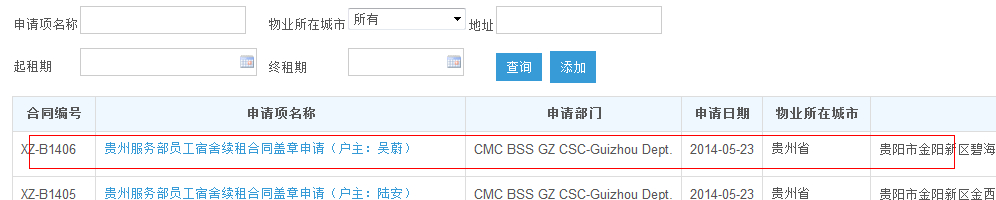 申请项名称 物业所在城市 所有 地址
起租期 终租期 查询 添加
合同编号 申请项名称 申请部门 申请日期 物业所在城市
XZ-B1406 贵州服务部员工宿舍续租合同盖章申请（户主：吴蔚） CMC BSS GZ CSC-Guizhou Dept. 2014-05-23 贵州省 贵阳市金阳新区碧海
XZ-B1405 贵州服务部员工宿舍续租合同盖章申请（户主：陆安） CMC BSS GZ CSC-Guizhou Dept. 2014-05-23 贵州省 贵阳市金阳新区金西